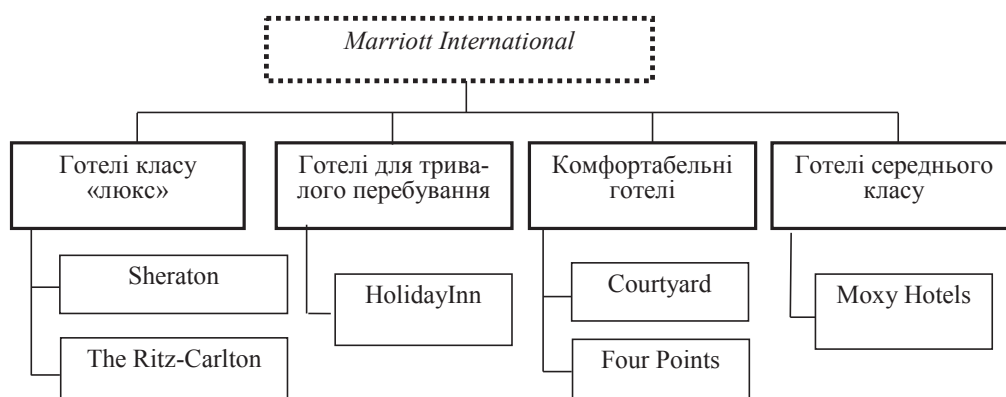 Marriott International
Готелі класу
«люкс»
Готелі для трива-
лого перебування
Комфортабельні
готелі
Готелі середнього
класу
Sheraton
The Ritz-Carlton
HolidayInn
Courtyard
Four Points
Moxy Hotels